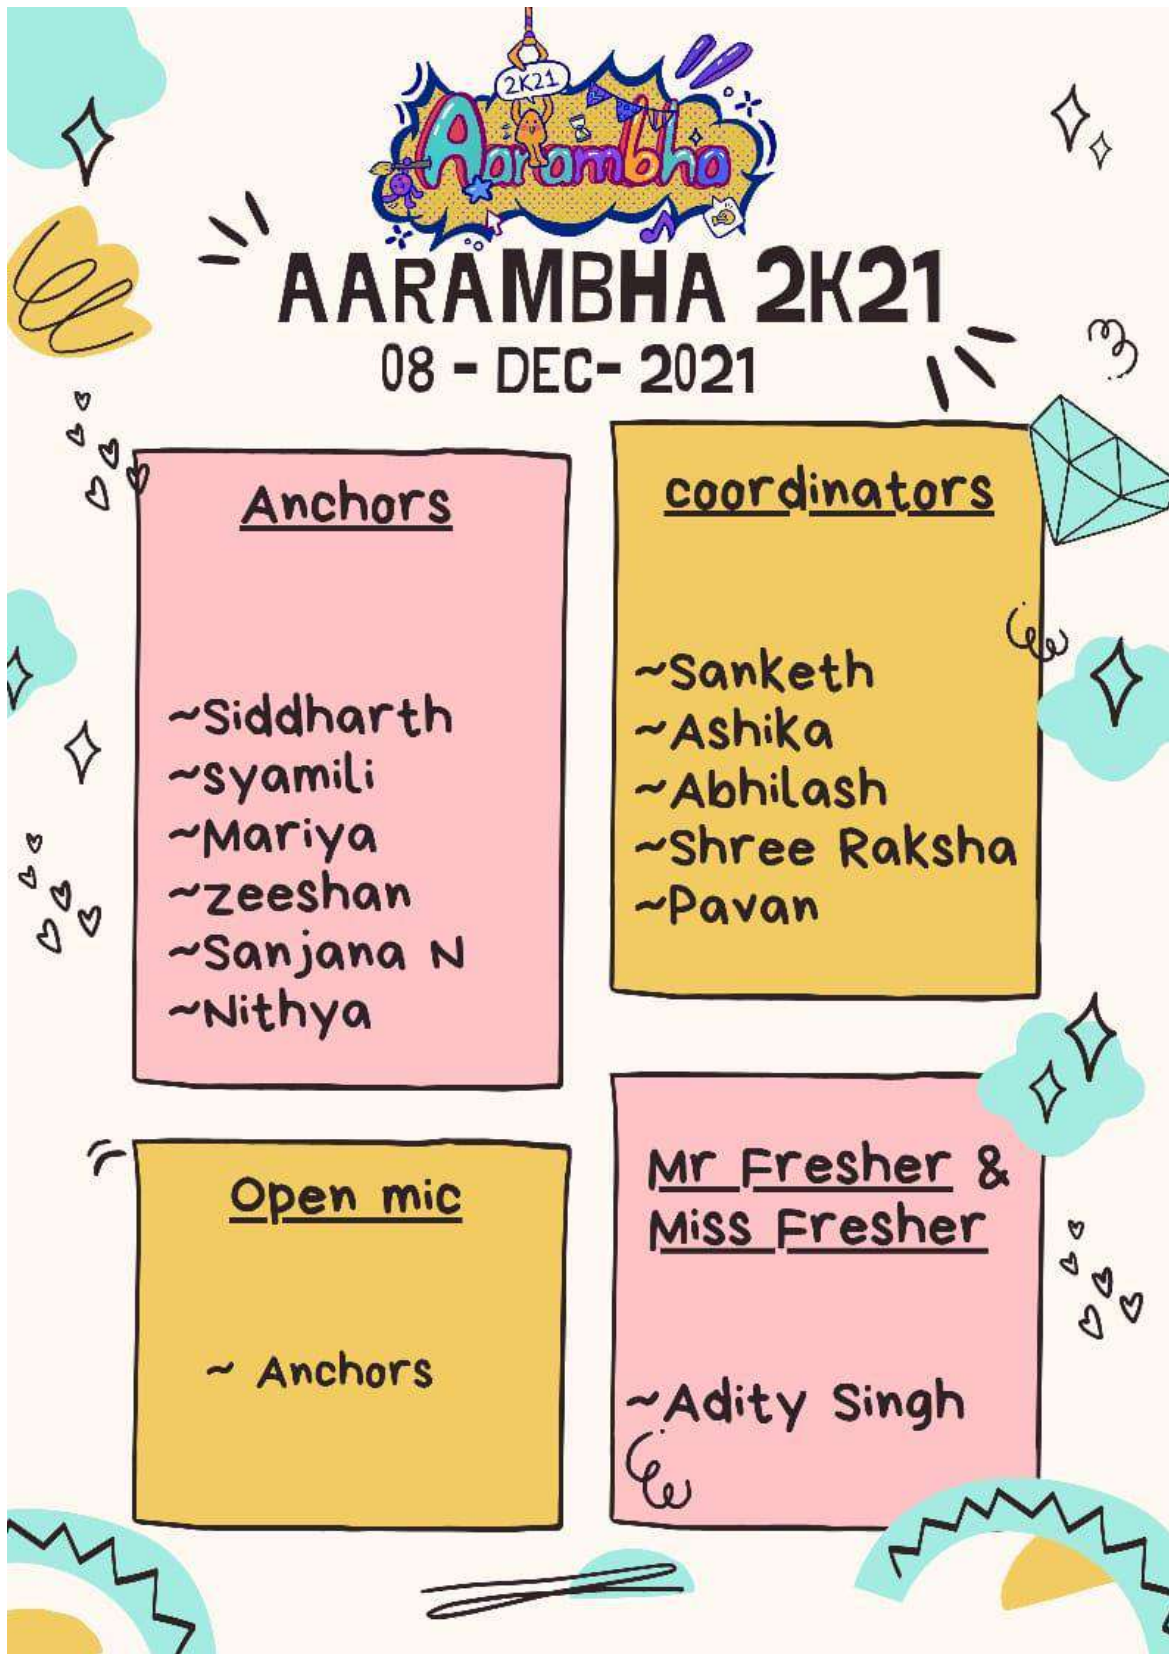 2K21
Aarambha
AARAMBHA 2K21
08 - DEC- 2021
Anchors
~Siddharth
~syamili
~Mariya
~zeeshan
~Sanjana N
~Nithya
coordinators
~Sanketh
~Ashika
~Abhilash
~Shree Raksha
~Pavan
Open mic
~ Anchors
Mr Fresher &
Miss Fresher
~Adity Singh